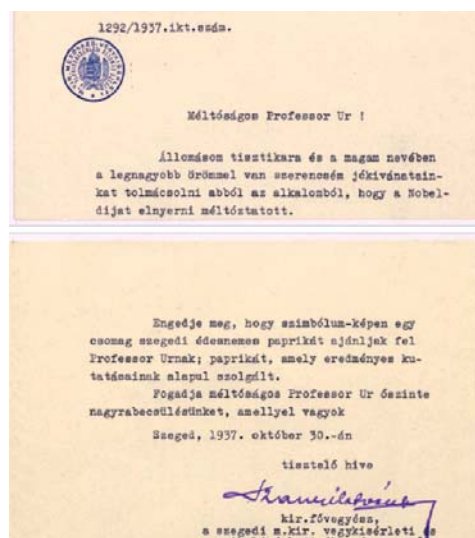 1292/1937.ikt.szám.
Méltóságos Professor Ur !
Állomásom tisztikara és a magam nevében
a legnagyobb örömmel van szerencsém jókivánatain-
kat tolmácsolni abból az alkalomból, hogy a Nobel-
dijat elnyerni méltóztatott.
Engedje meg, hogy szimbólum-képen egy
csomag szegedi édesnemes paprikát ajánljak fel
Professor Urnak; paprikát, amely eredményes ku-
tatásainak alapul szolgált.
Fogadja méltóságos Professor Ur őszinte
nagyrabecsülésünket, amellyel vagyok
Szeged, 1937. október 30.-án
tisztelő hive
kir.fővegyész,
a szegedi m.kir. vegykisérleti és